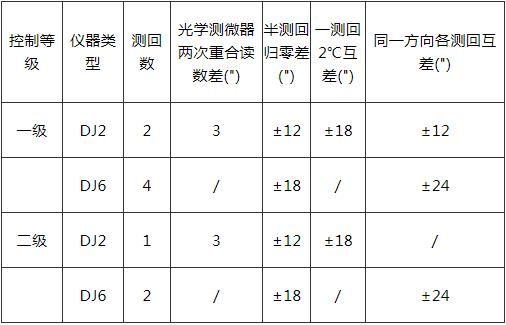 控制等级 仪器类型 测回数 光学测微器两次重合读数差(") 半测回归零差(") 一测回2℃互差(") 同一方向各测回互差(")
一级 DJ2 2 3 ±12 ±18 ±12
DJ6 4 / ±18 / ±24
二级 DJ2 1 3 ±12 ±18 /
DJ6 2 / ±18 / ±24